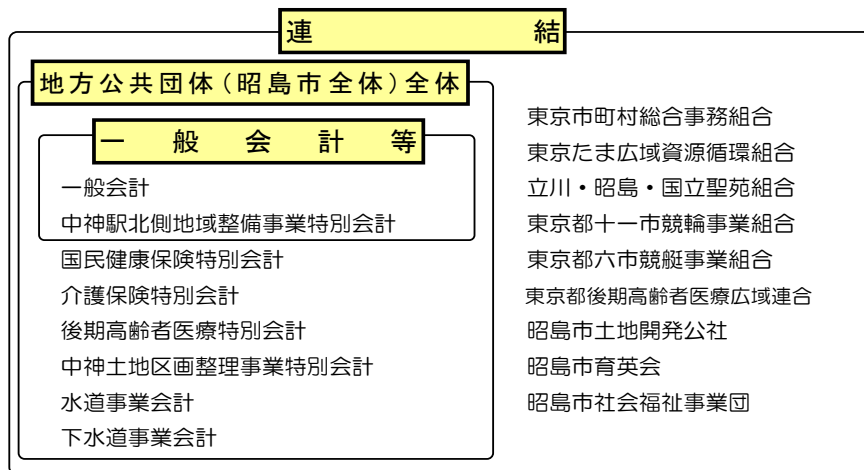 連結
地方公共団体(昭島市全体)全体
一般会計等
一般会計
中神駅北側地域整備事業特別会計
国民健康保険特別会計
介護保険特別会計
後期高齢者医療特別会計
中神土地区画整理事業特別会計
水道事業会計
下水道事業会計
東京市町村総合事務組合
東京たま広域資源循環組合
立川・昭島・国立聖苑組合
東京都十一市競輪事業組合
東京都六市競艇事業組合
東京都後期高齢者医療広域連合
昭島市土地開発公社
昭島市育英会
昭島市社会福祉事業団